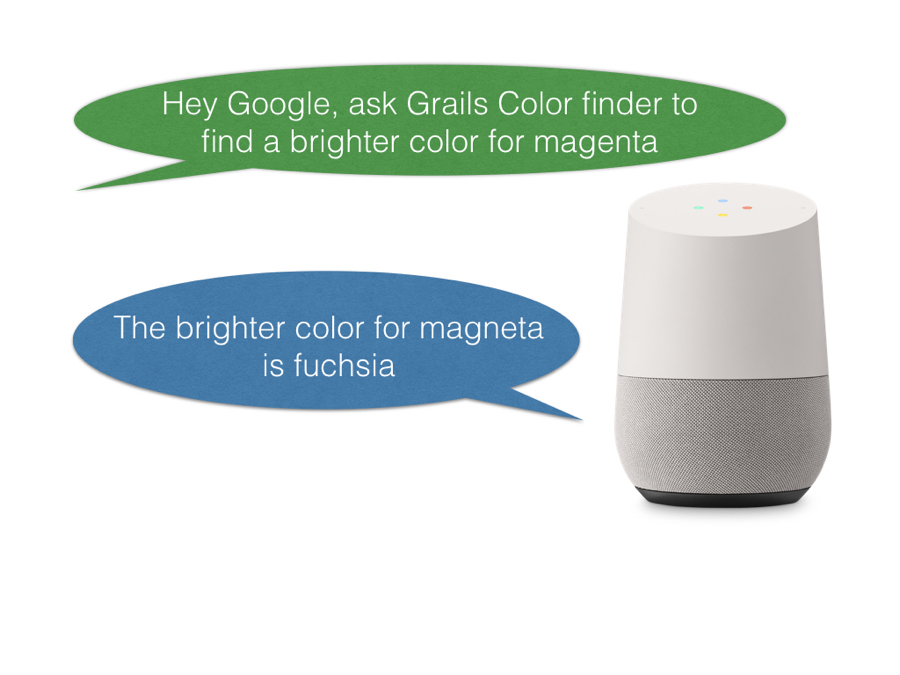 Hey Google, ask Grails Color finder to
find a brighter color for magenta
The brighter color for magneta
is fuchsia